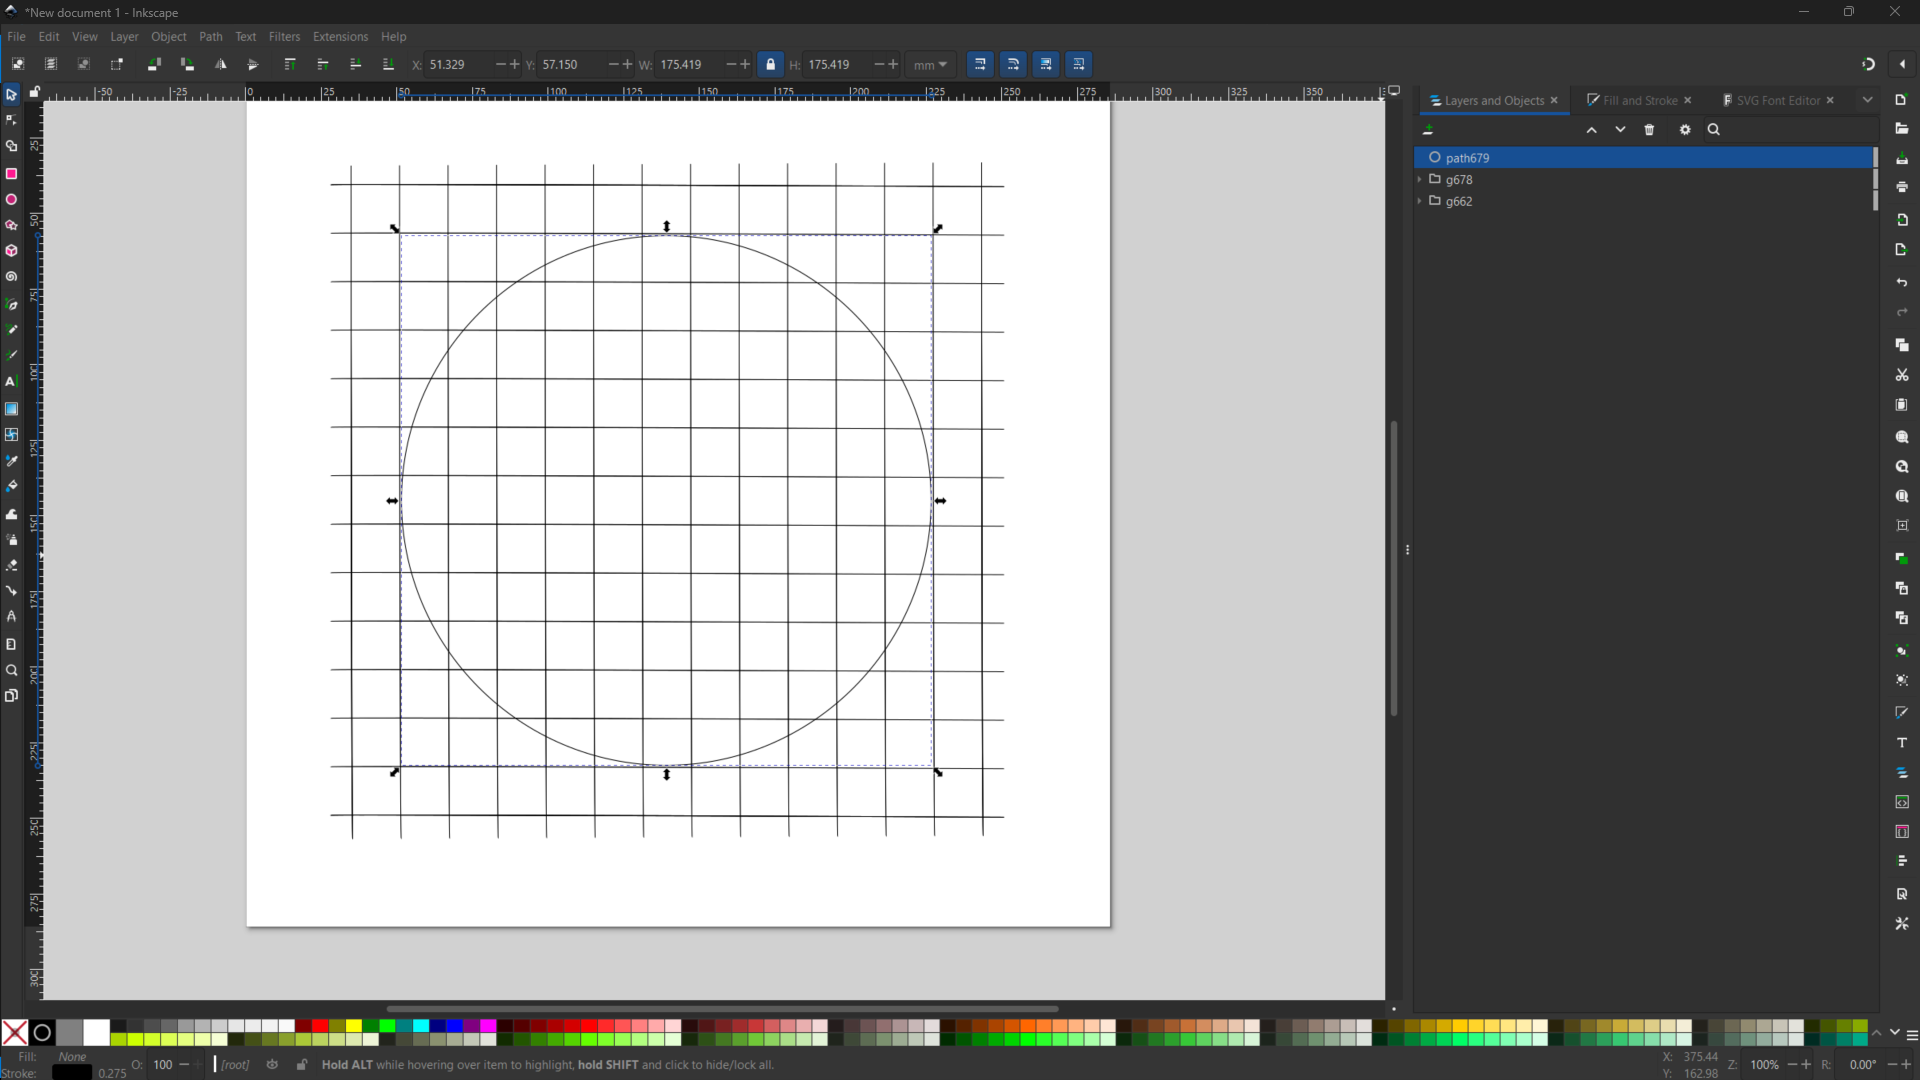 *New document 1 - Inkscape
File Edit View Layer Object Path Text Filters Extensions Help
X: 51.329 Y: 57.150 W: 175.419 H: 175.419 mm
-50 -25 0 25 50 75 100 125 150 175 200 225 250 275 300 325 350
Layers and Objects Fill and Stroke SVG Font Editor
path679
g678
g662
25
50
75
100
125
150
175
200
225
250
275
300
Fill: None O: 100 [root] Hold ALT while hovering over item to highlight, hold SHIFT and click to hide/lock all. X: 375.44 Z: 100% R: 0.00°
Stroke: 0.275 Y: 162.98